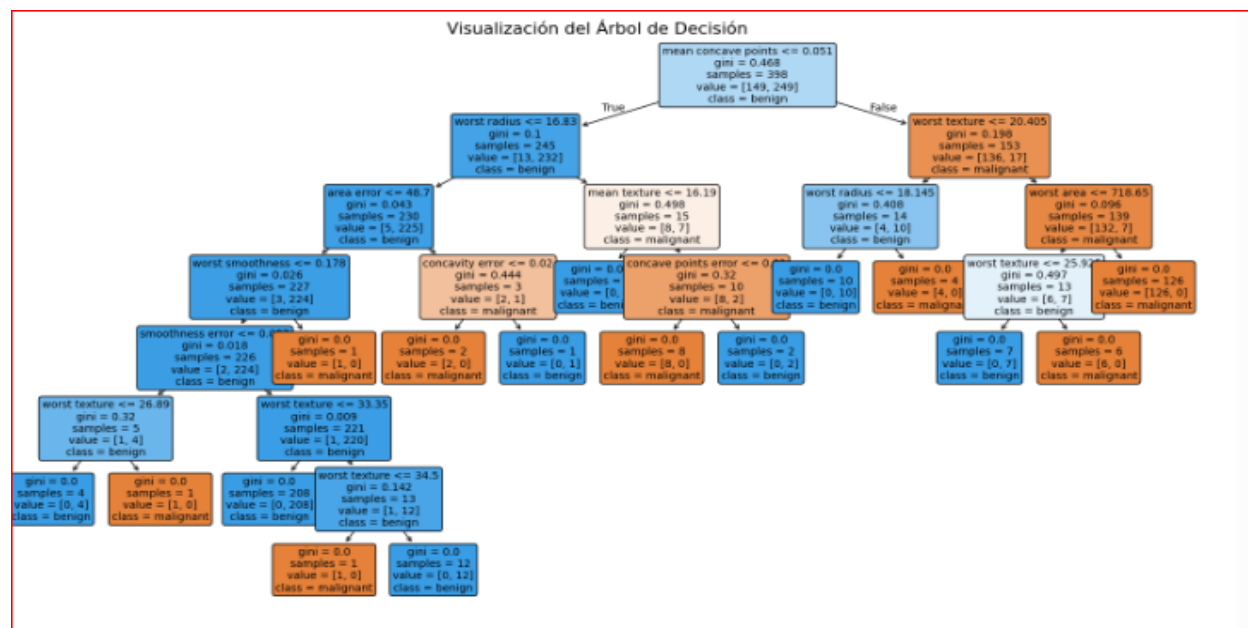 Visualización del Árbol de Decisión
mean concave points <= 0.051
gini = 0.468
samples = 398
value = [149, 249]
class = benign
True
False
worst radius <= 16.83
gini = 0.1
samples = 245
value = [13, 232]
class = benign
worst texture <= 20.405
gini = 0.198
samples = 153
value = [136, 17]
class = malignant
area error <= 48.7
gini = 0.043
samples = 230
value = [5, 225]
class = benign
mean texture <= 16.19
gini = 0.498
samples = 15
value = [8, 7]
class = malignant
worst radius <= 18.145
gini = 0.408
samples = 14
value = [4, 10]
class = benign
worst area <= 718.65
gini = 0.096
samples = 139
value = [132, 7]
class = malignant
worst smoothness <= 0.178
gini = 0.026
samples = 227
value = [3, 224]
class = benign
concavity error <= 0.02
gini = 0.444
samples = 3
value = [2, 1]
class = malignant
gini = 0.0
samples =
value = [0,
class = ben
concave points error <= 0.
gini = 0.32
samples = 10
value = [8, 2]
class = malignant
gini = 0.0
samples = 10
value = [0, 10]
class = benign
gini = 0.0
samples = 4
value = [4, 0]
class = malignan
worst texture <= 25.92
gini = 0.497
samples = 13
value = [6, 7]
class = benign
gini = 0.0
samples = 126
value = [126, 0]
class = malignant
smoothness error <= 0.0
gini = 0.018
samples = 226
value = [2, 224]
class = benign
gini = 0.0
samples = 1
value = [1, 0]
class = malignant
gini = 0.0
samples = 2
value = [2, 0]
class = malignant
gini = 0.0
samples = 1
value = [0, 1]
class = benign
gini = 0.0
samples = 8
value = [8, 0]
class = malignant
gini = 0.0
samples = 2
value = [0, 2]
class = benign
gini = 0.0
samples = 7
value = [0, 7]
class = benign
gini = 0.0
samples = 6
value = [6, 0]
class = malignant
worst texture <= 26.89
gini = 0.32
samples = 5
value = [1, 4]
class = benign
worst texture <= 33.35
gini = 0.009
samples = 221
value = [1, 220]
class = benign
gini = 0.0
samples = 4
value = [0, 4]
class = benign
gini = 0.0
samples = 1
value = [1, 0]
class = malignant
gini = 0.0
samples = 208
value = [0, 208]
class = benign
worst texture <= 34.5
gini = 0.142
samples = 13
value = [1, 12]
class = benign
gini = 0.0
samples = 1
value = [1, 0]
class = malignant
gini = 0.0
samples = 12
value = [0, 12]
class = benign